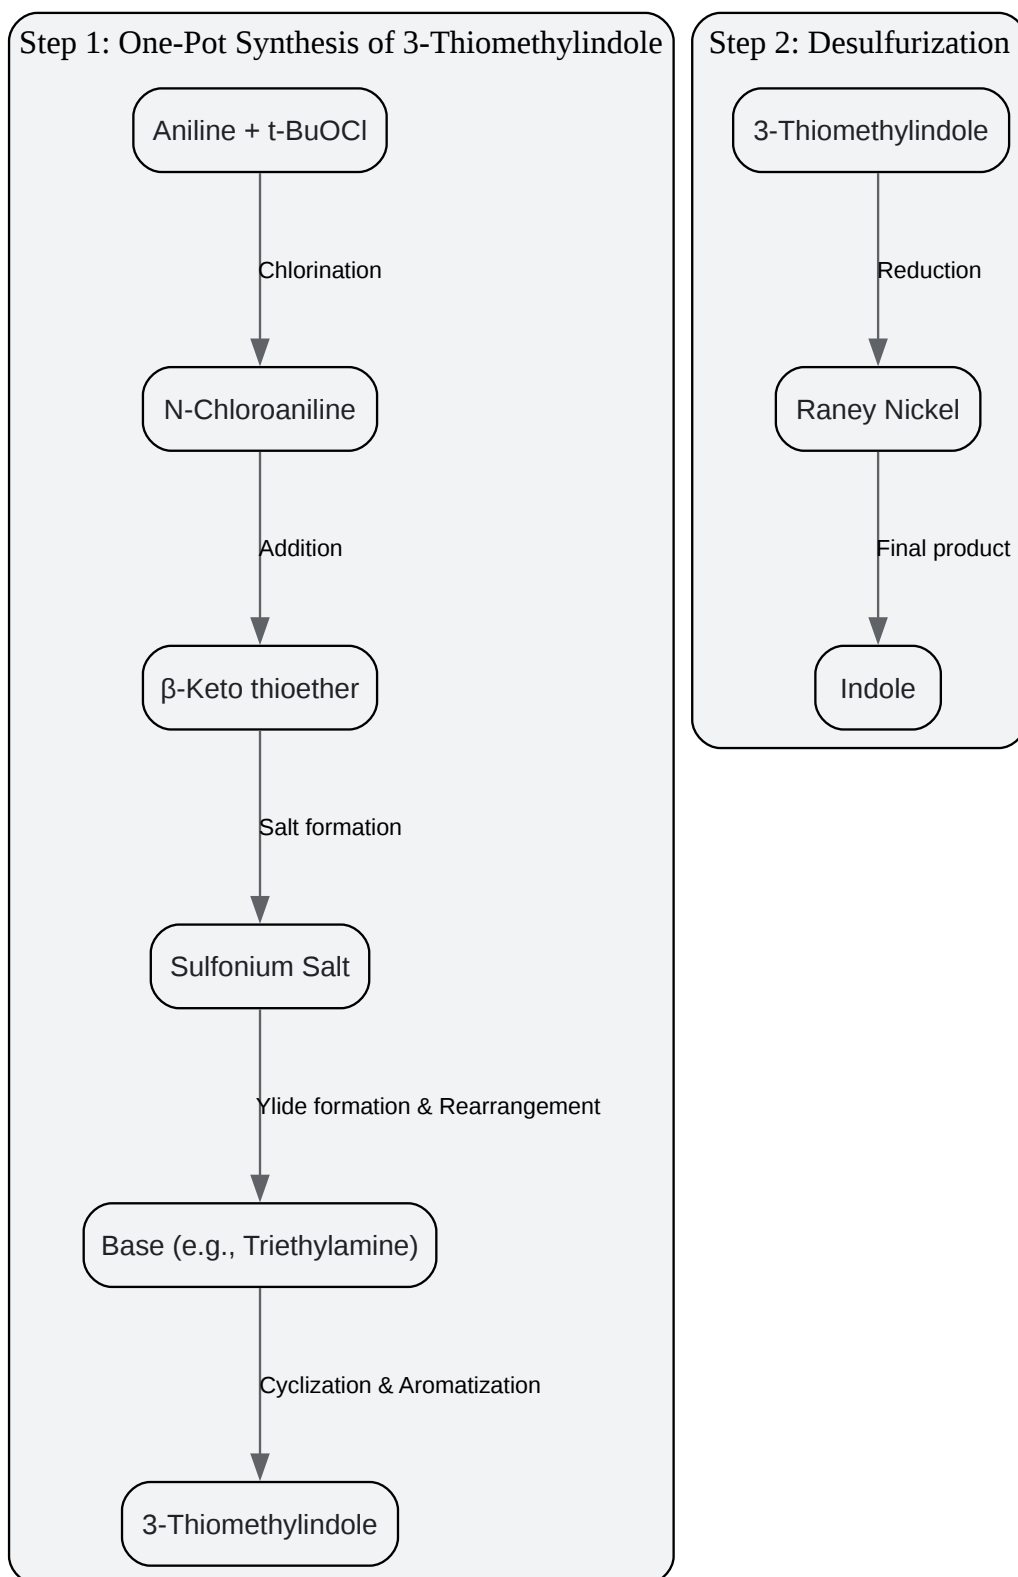 Step 1: One-Pot Synthesis of 3-Thiomethylindole
Aniline + t-BuOCl
Chlorination
N-Chloroaniline
Addition
β-Keto thioether
Salt formation
Sulfonium Salt
Ylide formation & Rearrangement
Base (e.g., Triethylamine)
Cyclization & Aromatization
3-Thiomethylindole
Step 2: Desulfurization
3-Thiomethylindole
Reduction
Raney Nickel
Final product
Indole